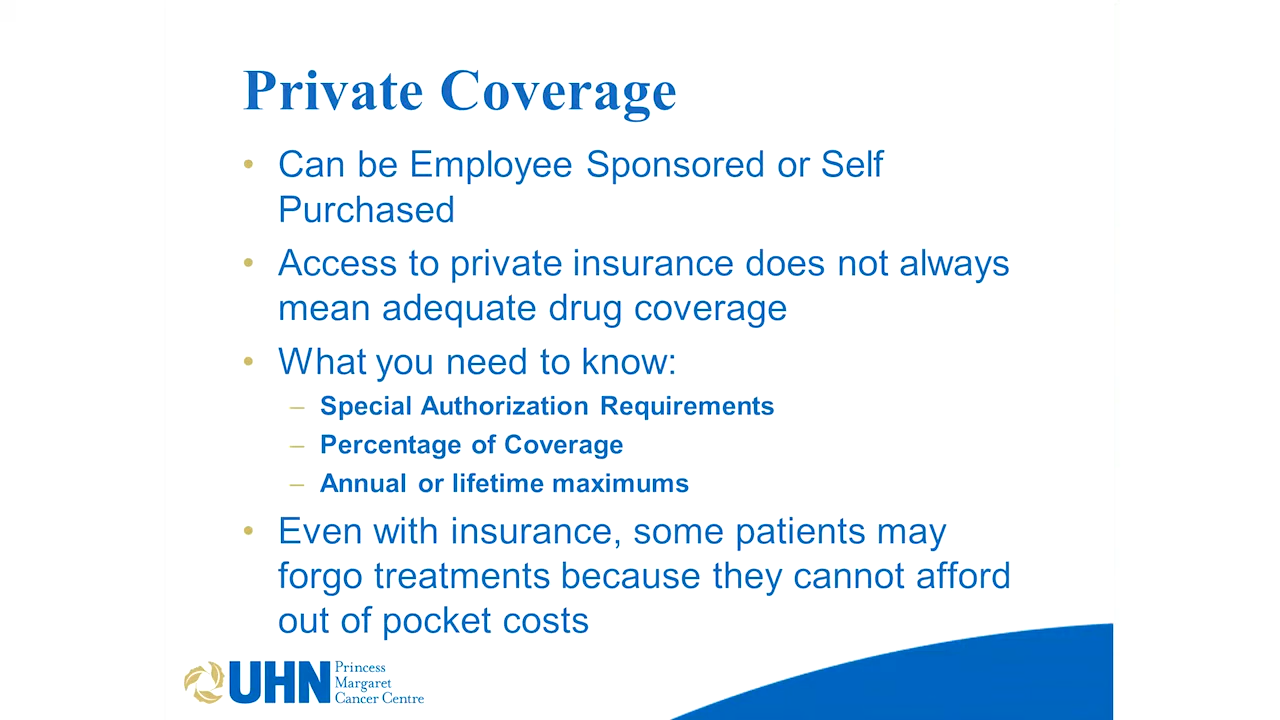 Private Coverage
• Can be Employee Sponsored or Self
Purchased
• Access to private insurance does not always
mean adequate drug coverage
• What you need to know:
– Special Authorization Requirements
– Percentage of Coverage
– Annual or lifetime maximums
• Even with insurance, some patients may
forgo treatments because they cannot afford
out of pocket costs
UHN
Princess
Margaret
Cancer Centre